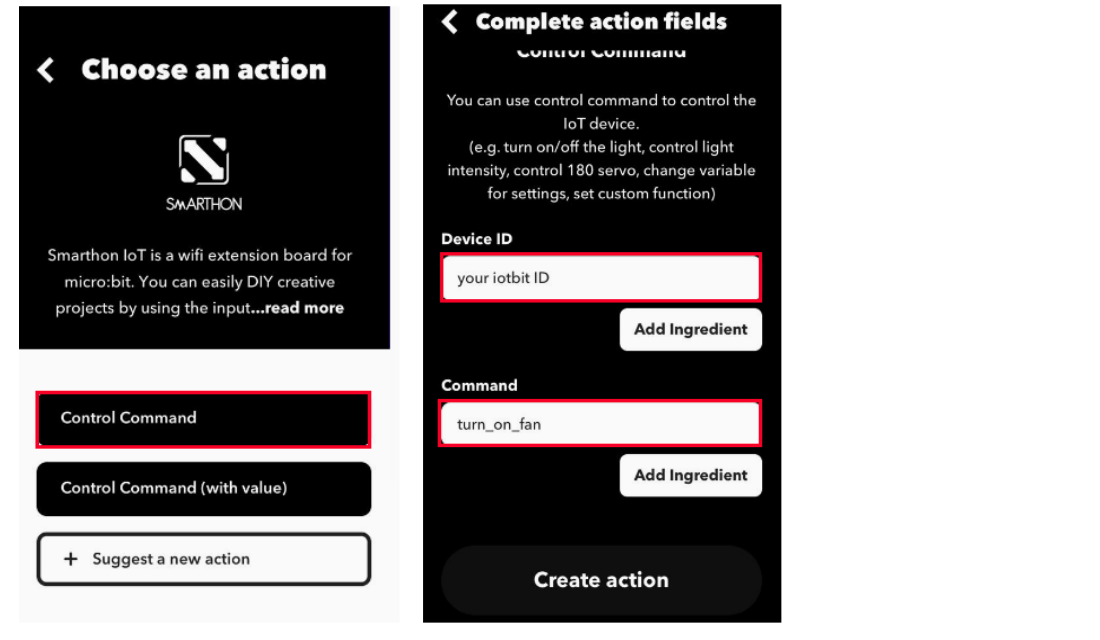 Choose an action
SMARTHON
Smarthon IoT is a wifi extension board for
micro:bit. You can easily DIY creative
projects by using the input...read more
Control Command
Control Command (with value)
+ Suggest a new action
Complete action fields
Control Command
You can use control command to control the
IoT device.
(e.g. turn on/off the light, control light
intensity, control 180 servo, change variable
for settings, set custom function)
Device ID
your iotbit ID
Add Ingredient
Command
turn_on_fan
Add Ingredient
Create action